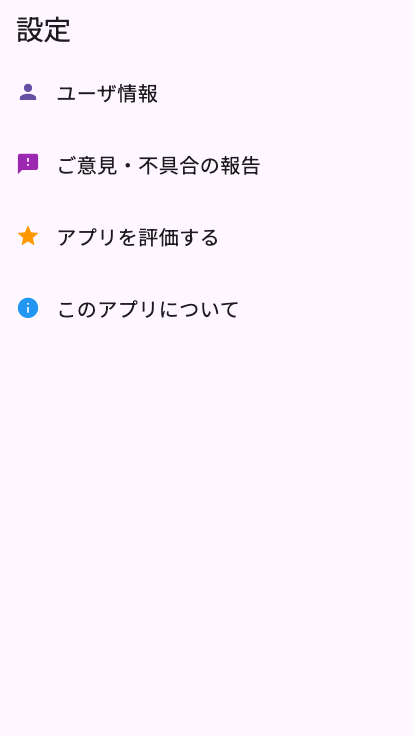 設定
ユーザ情報
ご意見・不具合の報告
アプリを評価する
このアプリについて